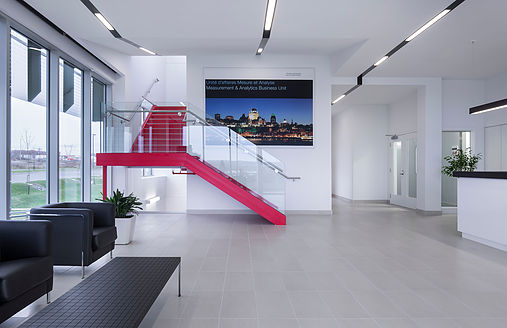 Unité d'affaires Mesure et Analyse
Measurement & Analytics Business Unit